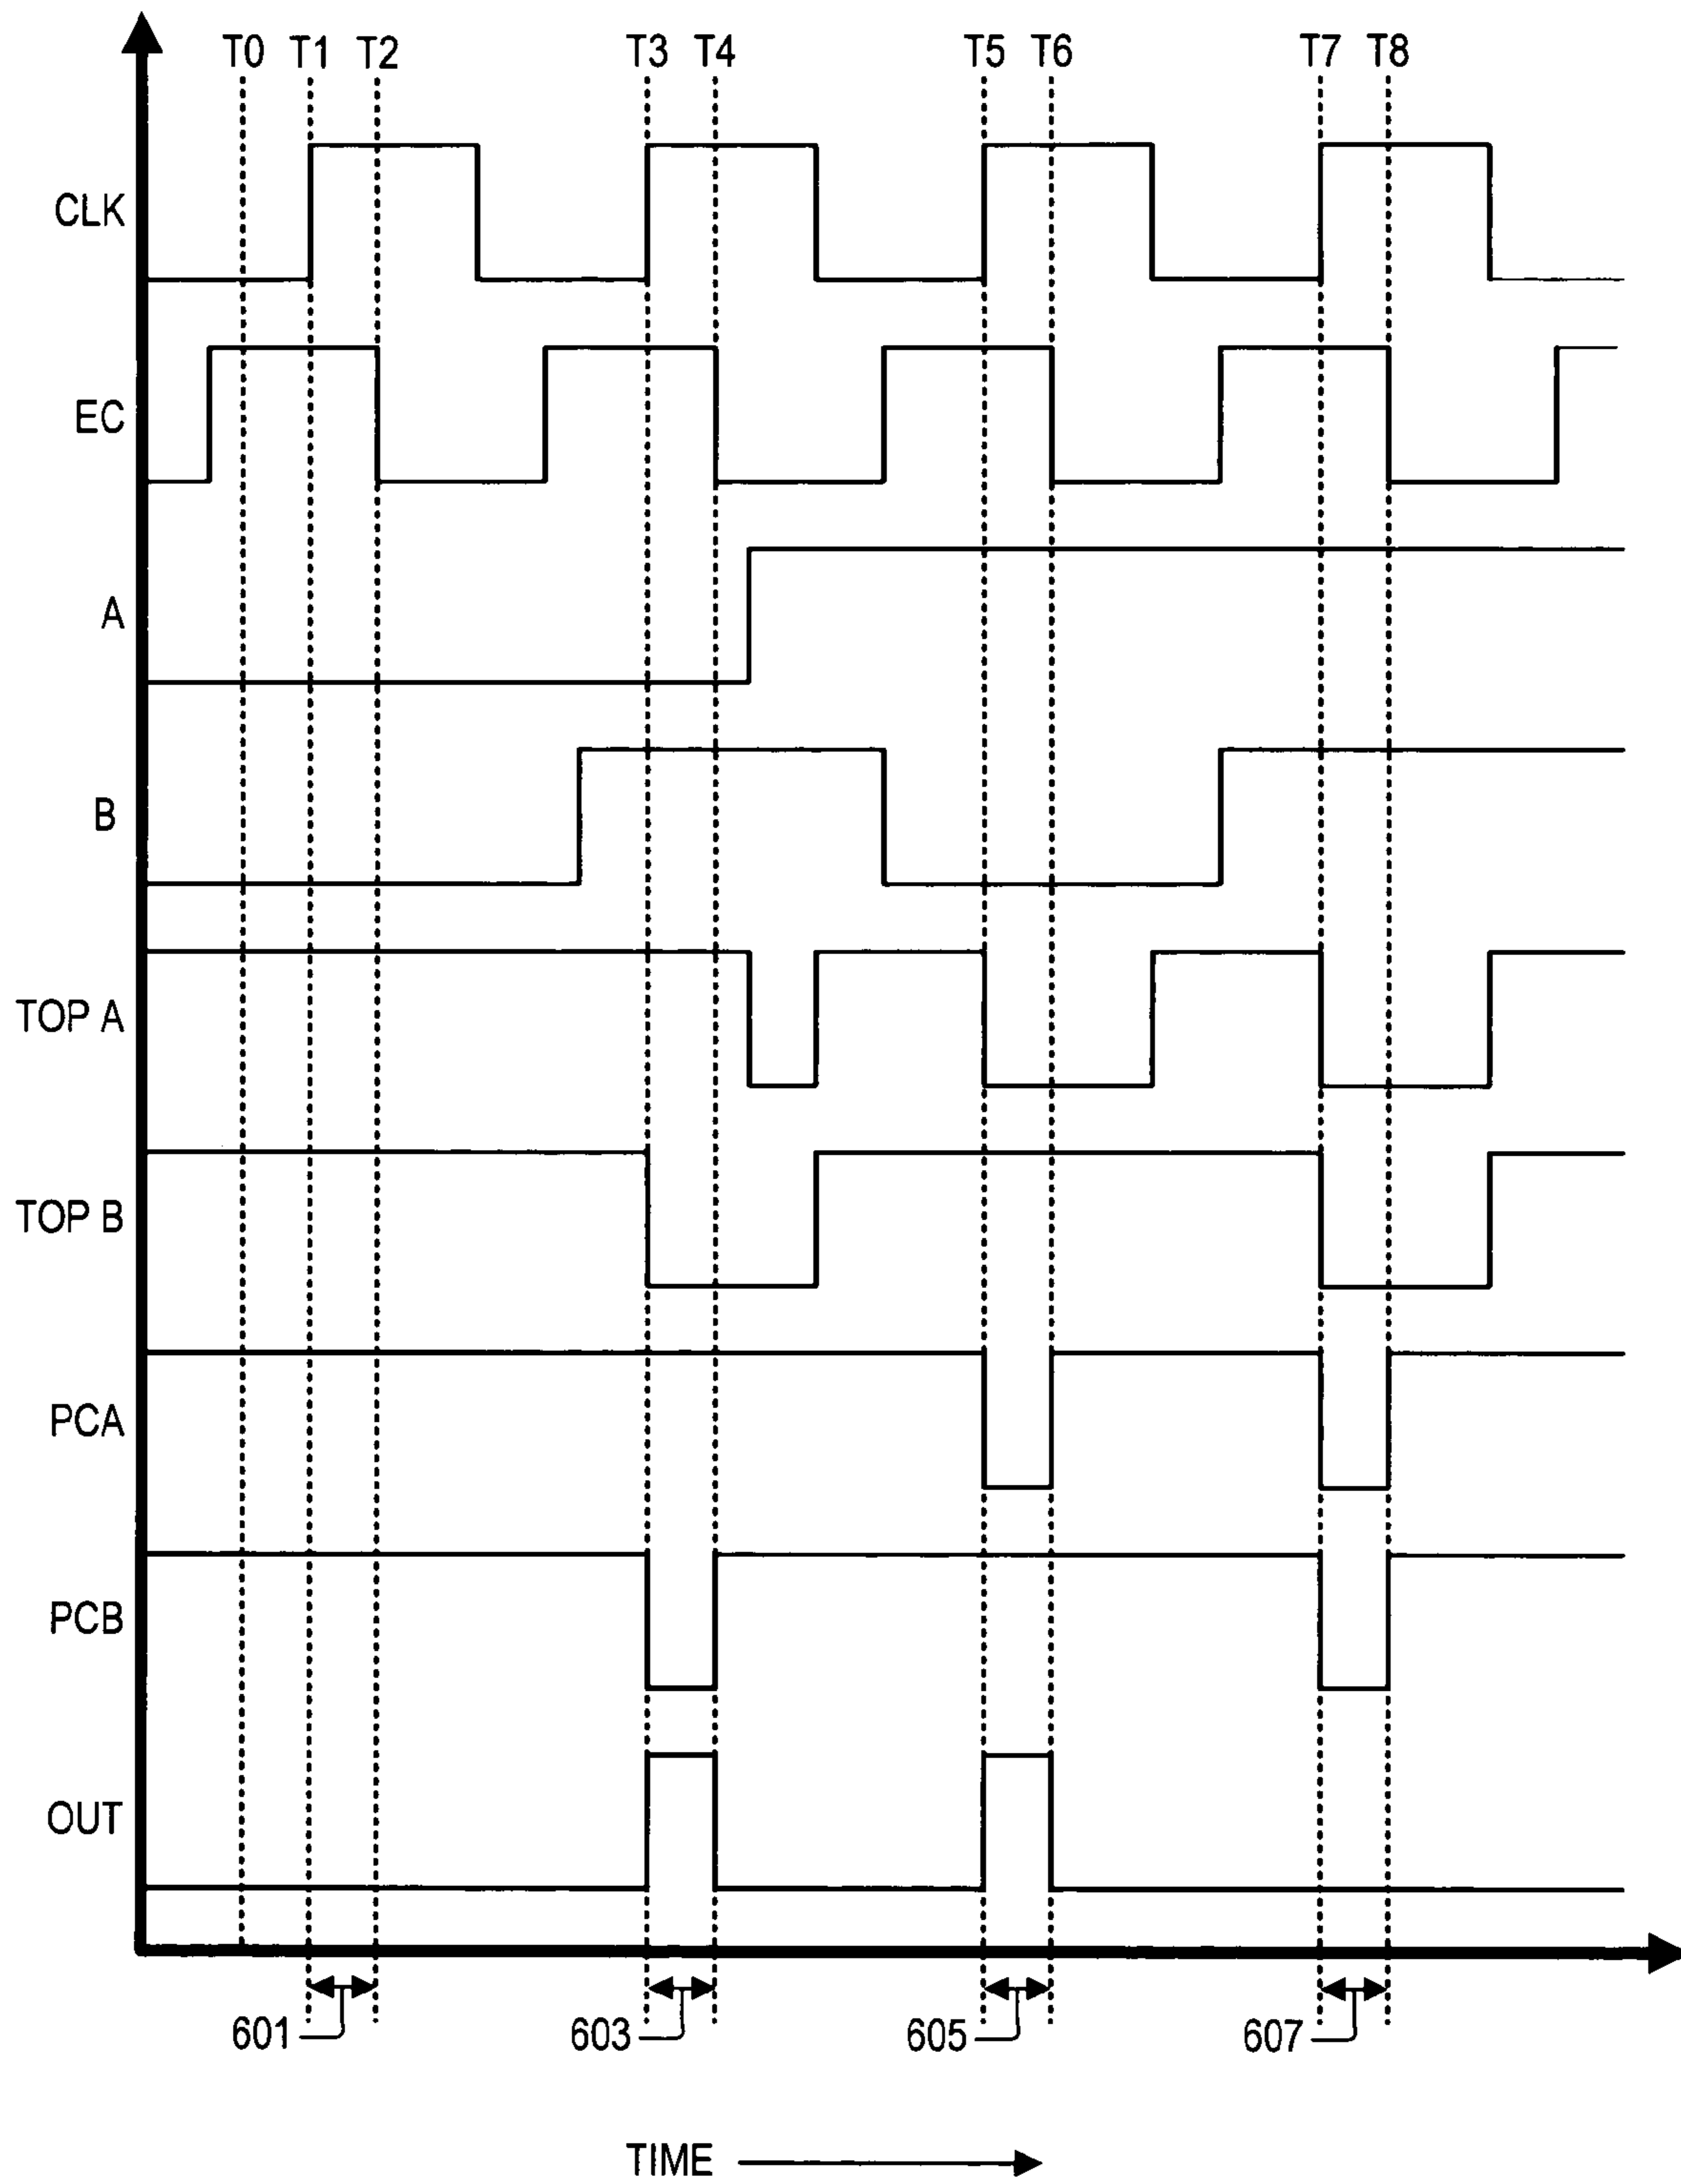 T0 T1 T2 T3 T4 T5 T6 T7 T8
CLK
EC
A
B
TOP A
TOP B
PCA
PCB
OUT
601 603 605 607
TIME